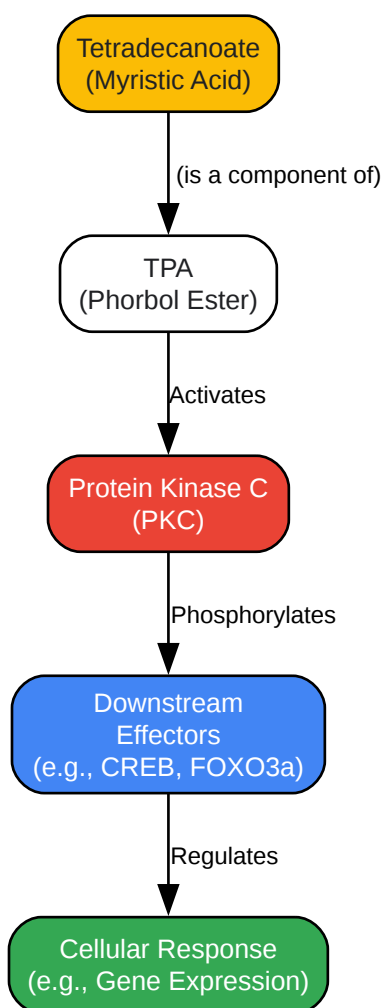 Tetradecanoate
(Myristic Acid)
(is a component of)
TPA
(Phorbol Ester)
Activates
Protein Kinase C
(PKC)
Phosphorylates
Downstream
Effectors
(e.g., CREB, FOXO3a)
Regulates
Cellular Response
(e.g., Gene Expression)